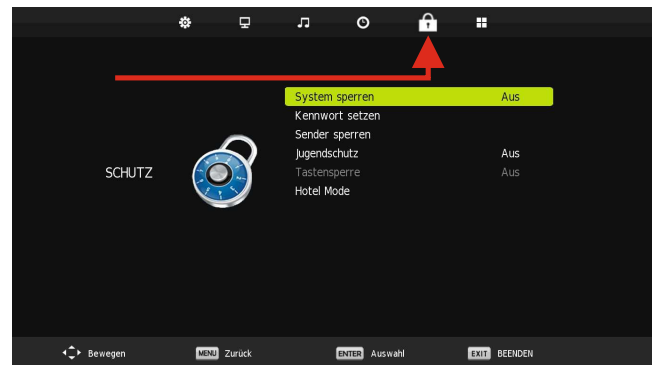 System sperren Aus
Kennwort setzen
Sender sperren
Jugendschutz Aus
SCHUTZ
Tastensperre Aus
Hotel Mode
Bewegen MENU Zurück ENTER Auswahl EXIT BEENDEN